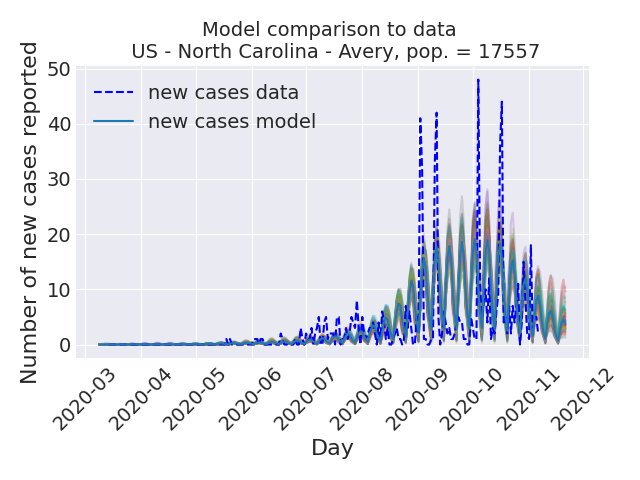 Model comparison to data
US - North Carolina - Avery, pop. = 17557
Number of new cases reported
50
40
30
20
10
0
new cases data
new cases model
2020-03
2020-04
2020-05
2020-06
2020-07
2020-08
2020-09
2020-10
2020-11
2020-12
Day